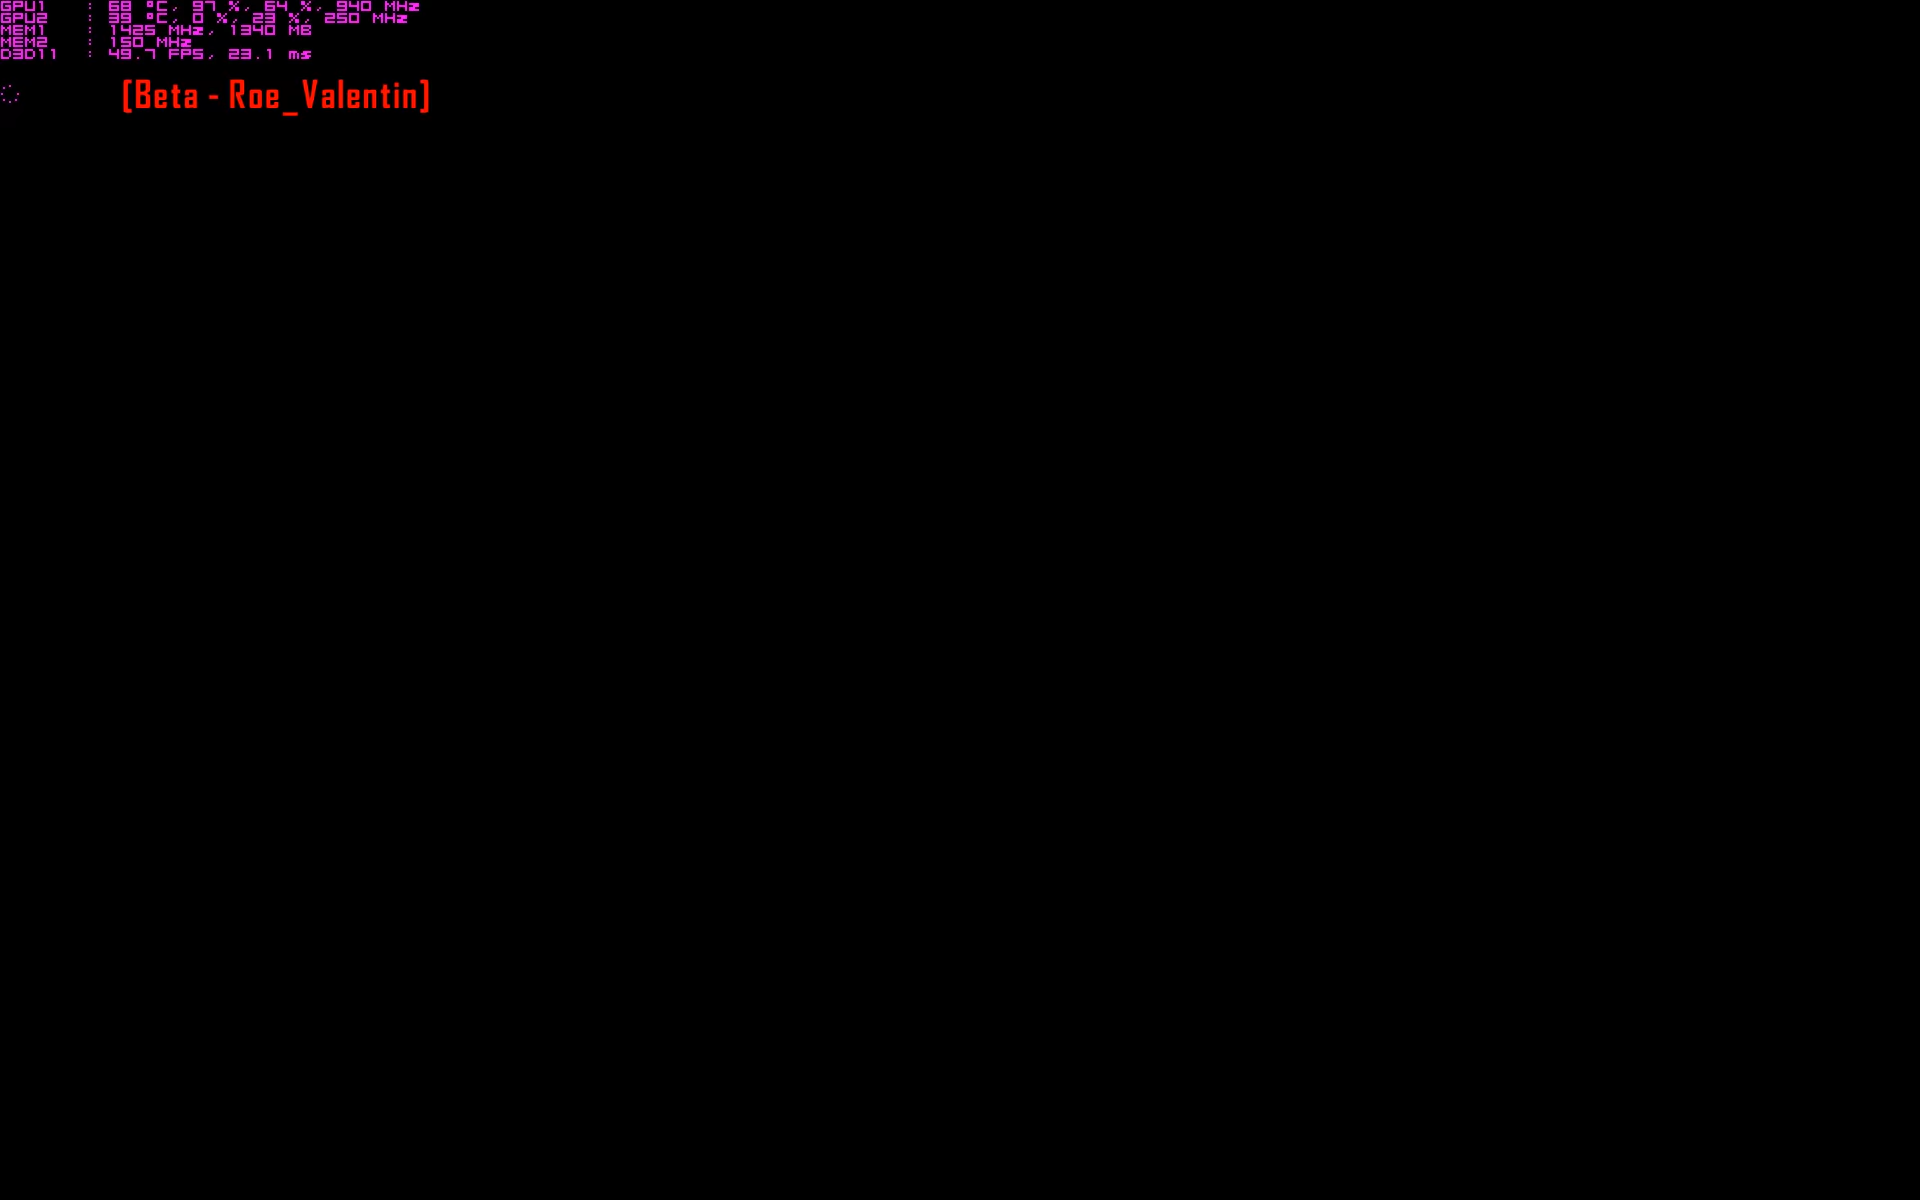 GPU1 : 68 °C, 97 %, 64 %, 940 MHz
GPU2 : 39 °C, 0 %, 23 %, 250 MHz
MEM1 : 1425 MHz, 1340 MB
MEM2 : 150 MHz
D3D11 : 49.7 FPS, 23.1 ms
[Beta - Roe_Valentin]